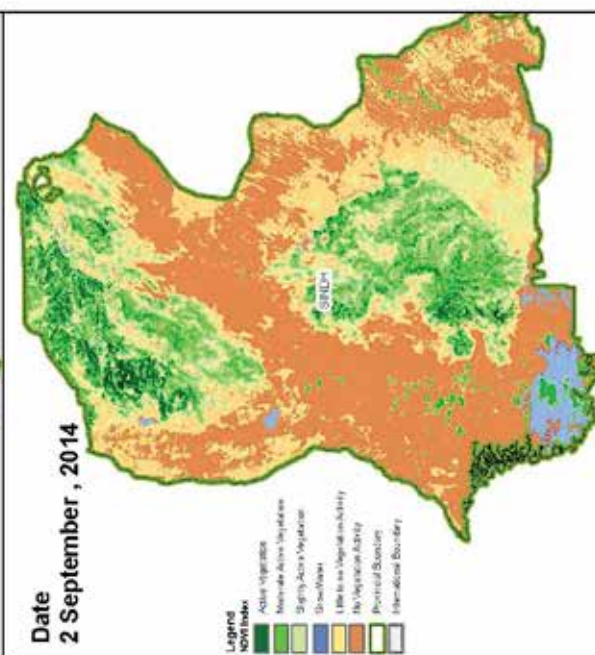 Date
2 September , 2014
SINDH
Legend
NDVI Index
Active Vegetation
Moderate Active Vegetation
Slightly Active Vegetation
Snow/Water
Little to no Vegetation Activity
No Vegetation Activity
Provincial Boundary
International Boundary